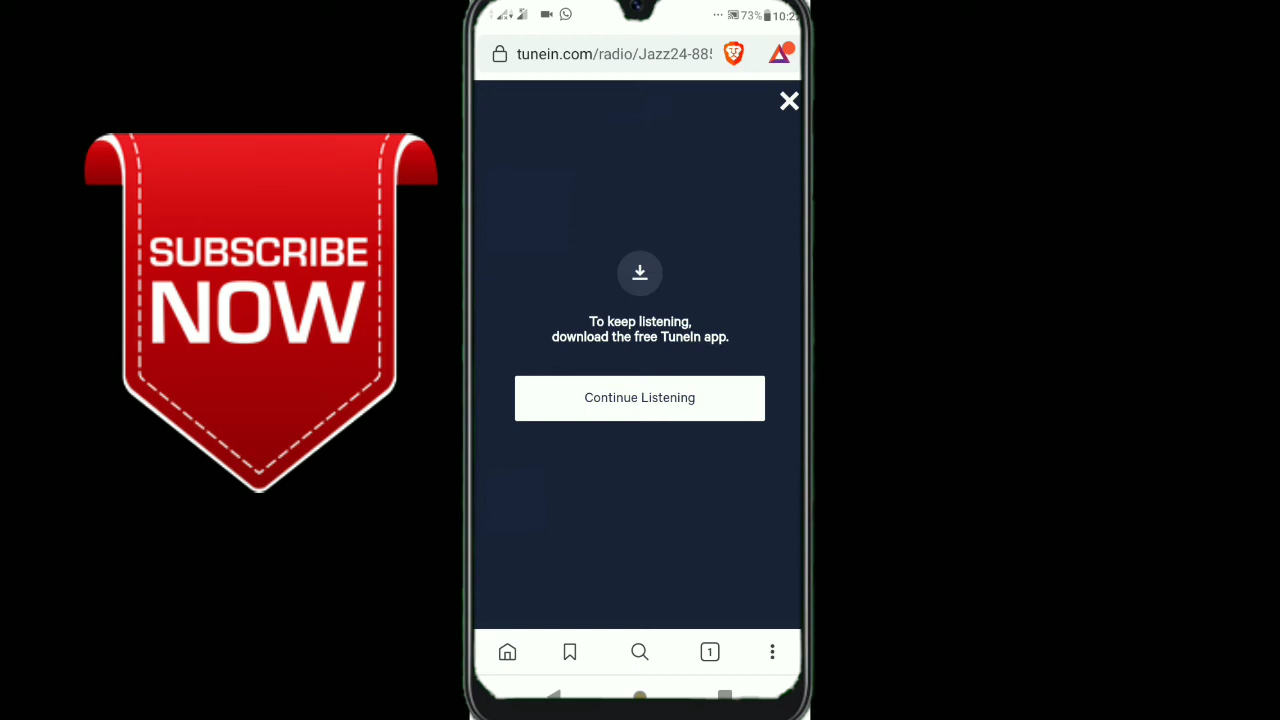 SUBSCRIBE
NOW
73%
tunein.com/radio/Jazz24-88
To keep listening,
download the free TuneIn app.
Continue Listening
1